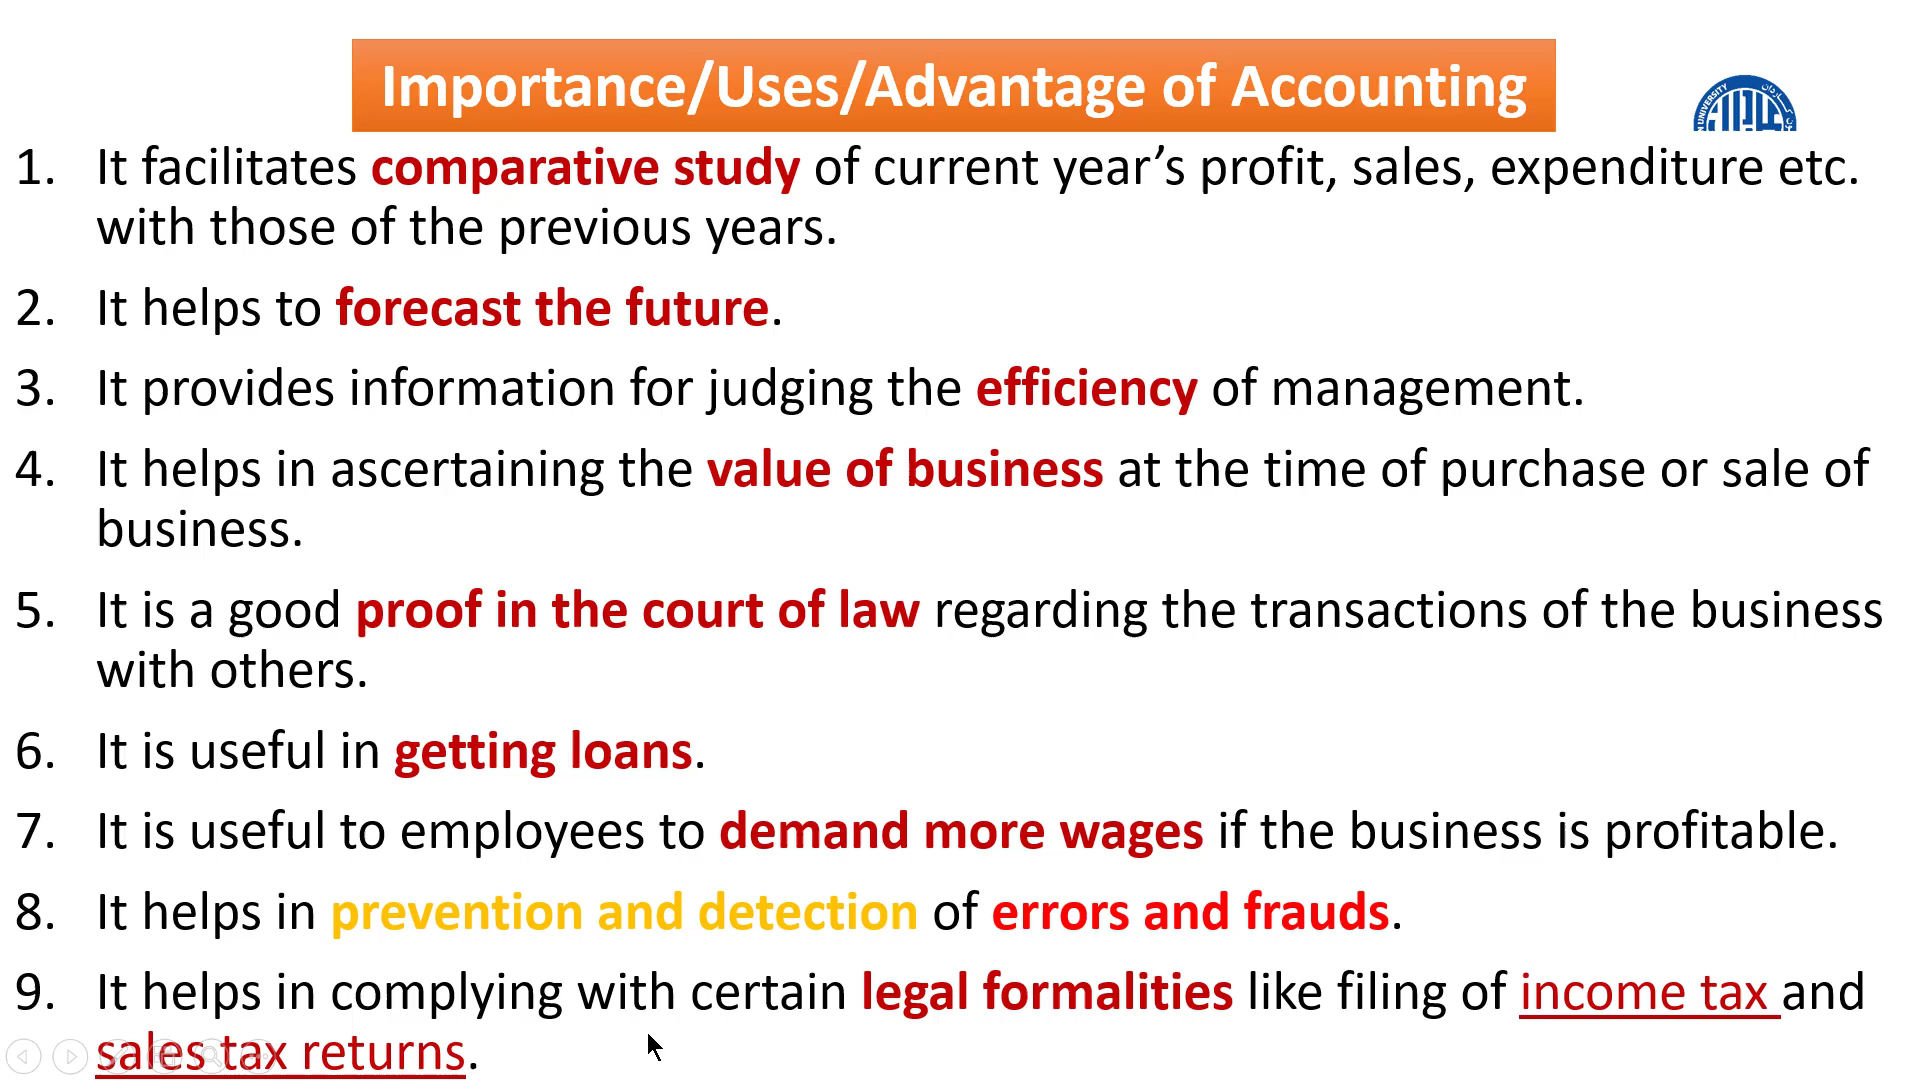 Importance/Uses/Advantage of Accounting
UNIVERSITY
1. It facilitates comparative study of current year’s profit, sales, expenditure etc.
with those of the previous years.
2. It helps to forecast the future.
3. It provides information for judging the efficiency of management.
4. It helps in ascertaining the value of business at the time of purchase or sale of
business.
5. It is a good proof in the court of law regarding the transactions of the business
with others.
6. It is useful in getting loans.
7. It is useful to employees to demand more wages if the business is profitable.
8. It helps in prevention and detection of errors and frauds.
9. It helps in complying with certain legal formalities like filing of income tax and
sales tax returns.